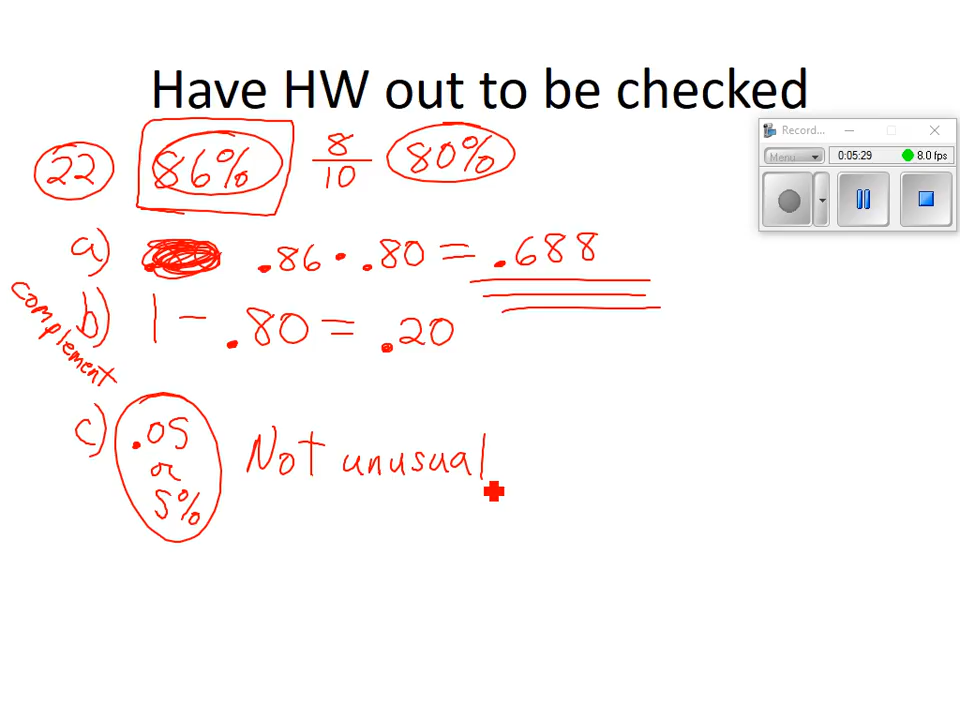 Have HW out to be checked
Record...
Menu
0:05:29
8.0 fps
22 86% 8/10 80%
a) .86 · .80 = .688
complement
b) 1 - .80 = .20
c) .05 or 5% Not unusual